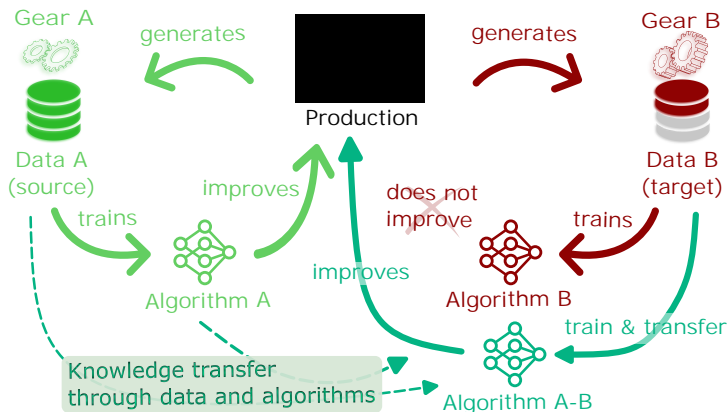 Gear A
generates
generates
Gear B
Production
Data A
(source)
improves
does not
improve
Data B
(target)
trains
trains
improves
Algorithm A
Algorithm B
train & transfer
Knowledge transfer
through data and algorithms
Algorithm A-B